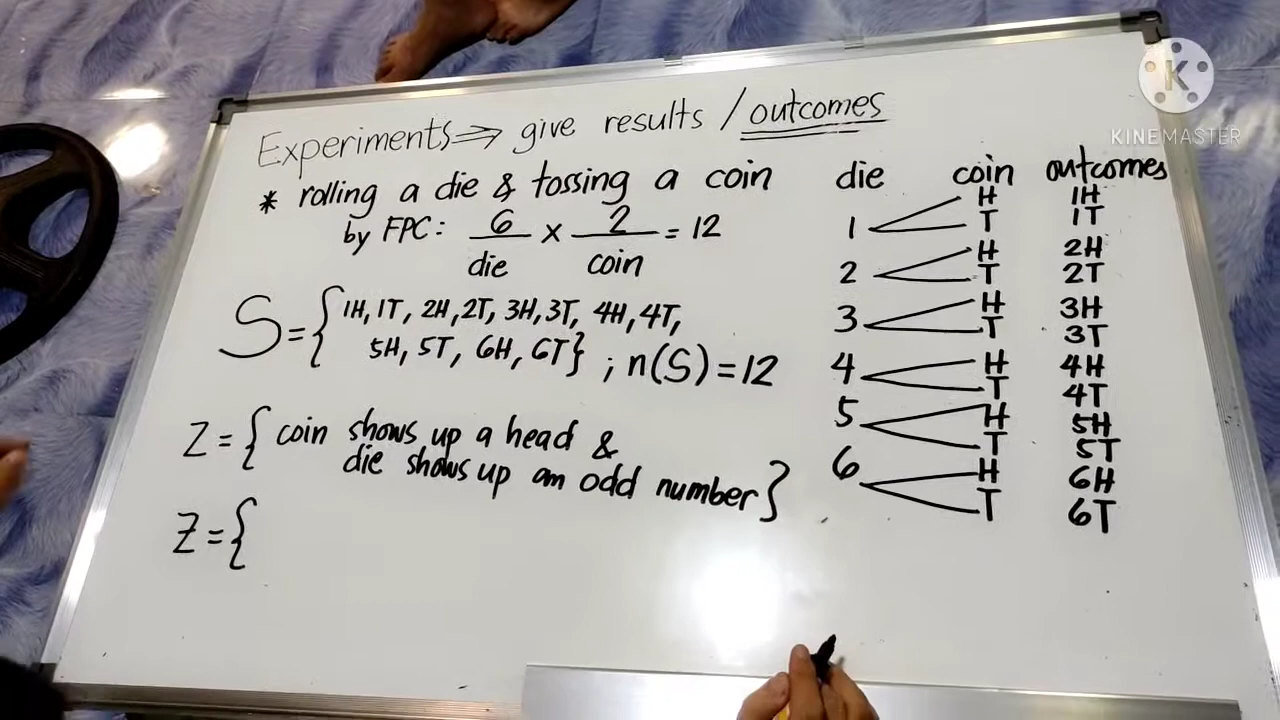 Experiments ⇒ give results / outcomes
* rolling a die & tossing a coin
by FPC: 6 x 2 = 12
die coin
S = { 1H, 1T, 2H, 2T, 3H, 3T, 4H, 4T,
5H, 5T, 6H, 6T } ; n(S) = 12
Z = { coin shows up a head &
die shows up an odd number }
Z = {
die coin outcomes
1 H 1H
T 1T
2 H 2H
T 2T
3 H 3H
T 3T
4 H 4H
T 4T
5 H 5H
T 5T
6 H 6H
T 6T
K
KINEMASTER